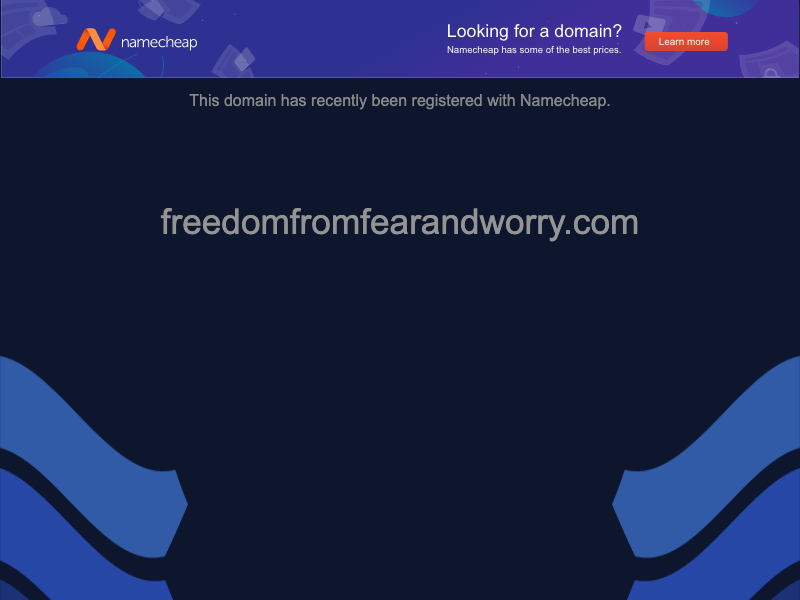 namecheap
Looking for a domain?
Namecheap has some of the best prices.
Learn more
This domain has recently been registered with Namecheap.
freedomfromfearandworry.com